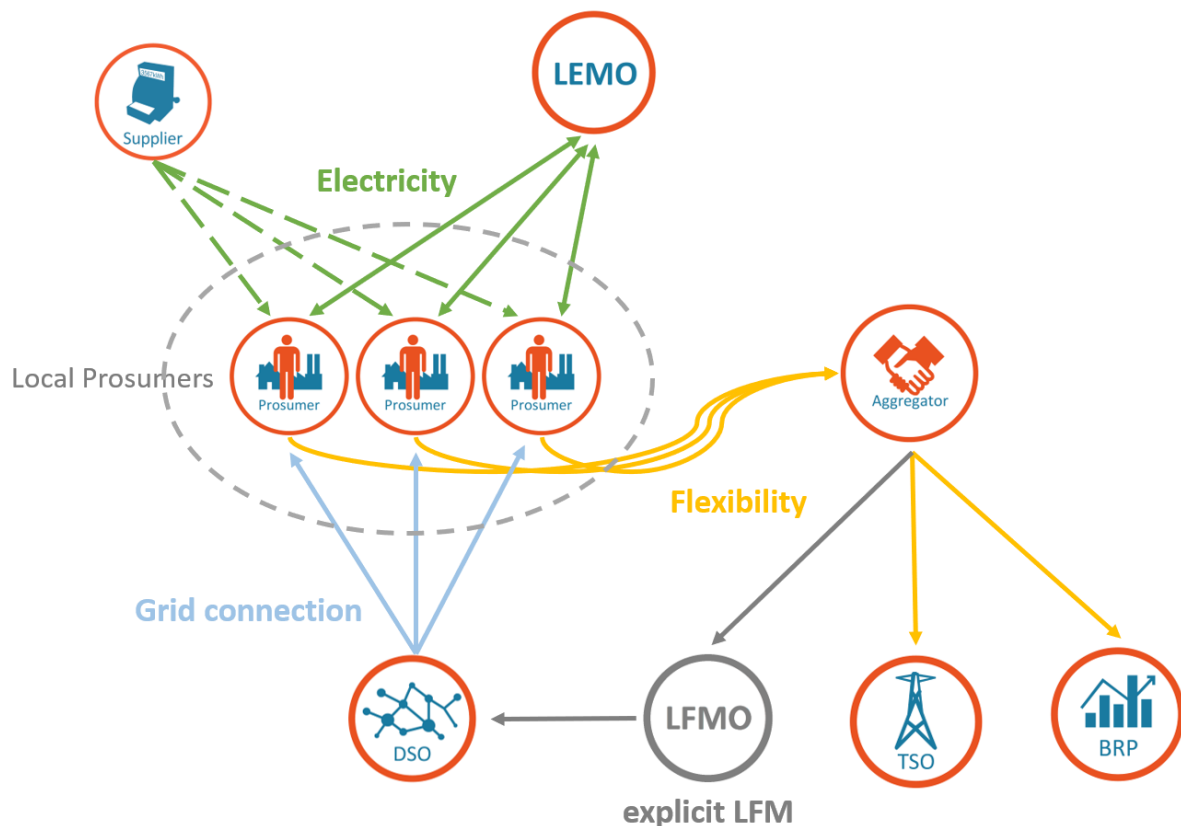 LEMO
Supplier
Electricity
Local Prosumers
Prosumer
Prosumer
Prosumer
Aggregator
Flexibility
Grid connection
DSO
LFMO
TSO
BRP
explicit LFM